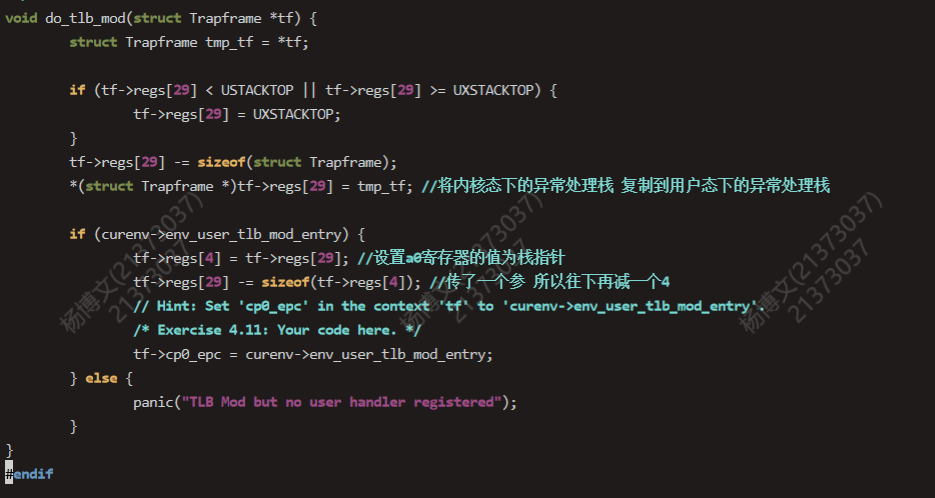 void do_tlb_mod(struct Trapframe *tf) {
        struct Trapframe tmp_tf = *tf;

        if (tf->regs[29] < USTACKTOP || tf->regs[29] >= UXSTACKTOP) {
                tf->regs[29] = UXSTACKTOP;
        }
        tf->regs[29] -= sizeof(struct Trapframe);
        *(struct Trapframe *)tf->regs[29] = tmp_tf; //将内核态下的异常处理栈 复制到用户态下的异常处理栈

        if (curenv->env_user_tlb_mod_entry) {
                tf->regs[4] = tf->regs[29]; //设置a0寄存器的值为栈指针
                tf->regs[29] -= sizeof(tf->regs[4]); //传了一个参 所以往下再减一个4
                // Hint: Set 'cp0_epc' in the context 'tf' to 'curenv->env_user_tlb_mod_entry'.
                /* Exercise 4.11: Your code here. */
                tf->cp0_epc = curenv->env_user_tlb_mod_entry;
        } else {
                panic("TLB Mod but no user handler registered");
        }
}
#endif
杨博文(21373037)
21373037
杨博文(21373037)
21373037
杨博文(21373037)
21373037